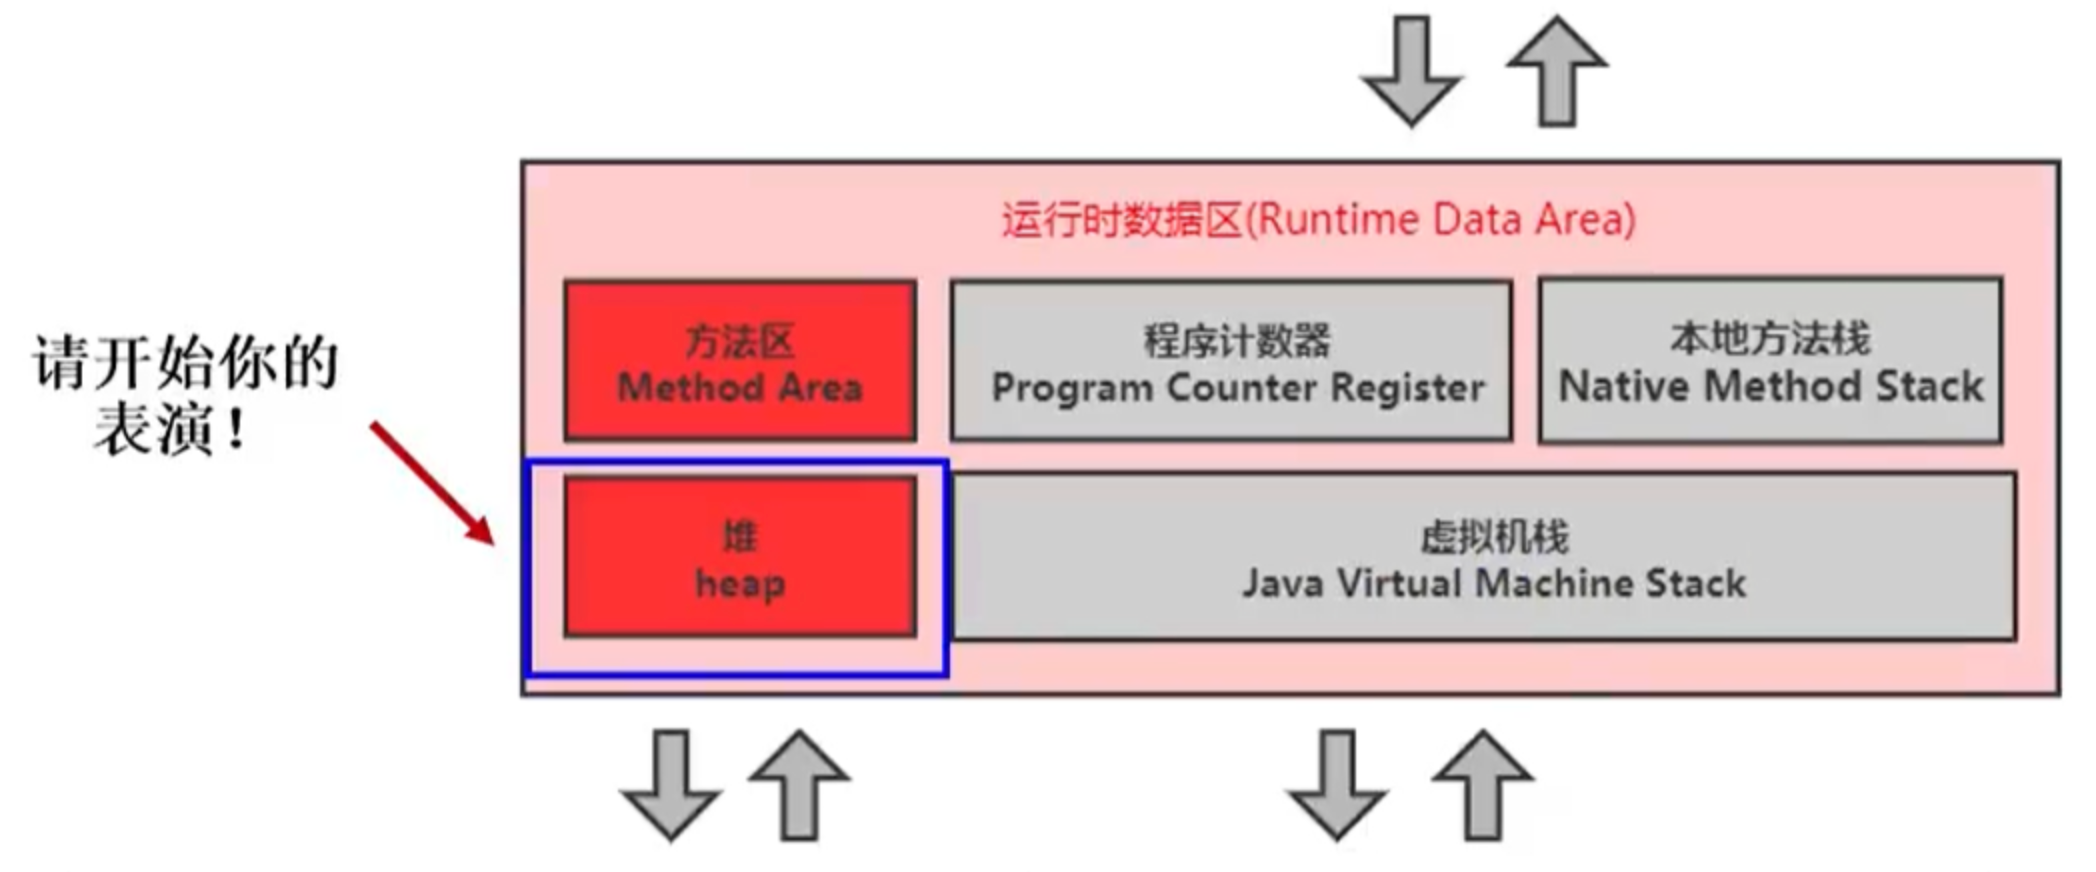 运行时数据区(Runtime Data Area)
请开始你的
表演!
方法区
Method Area
程序计数器
Program Counter Register
本地方法栈
Native Method Stack
堆
heap
虚拟机栈
Java Virtual Machine Stack